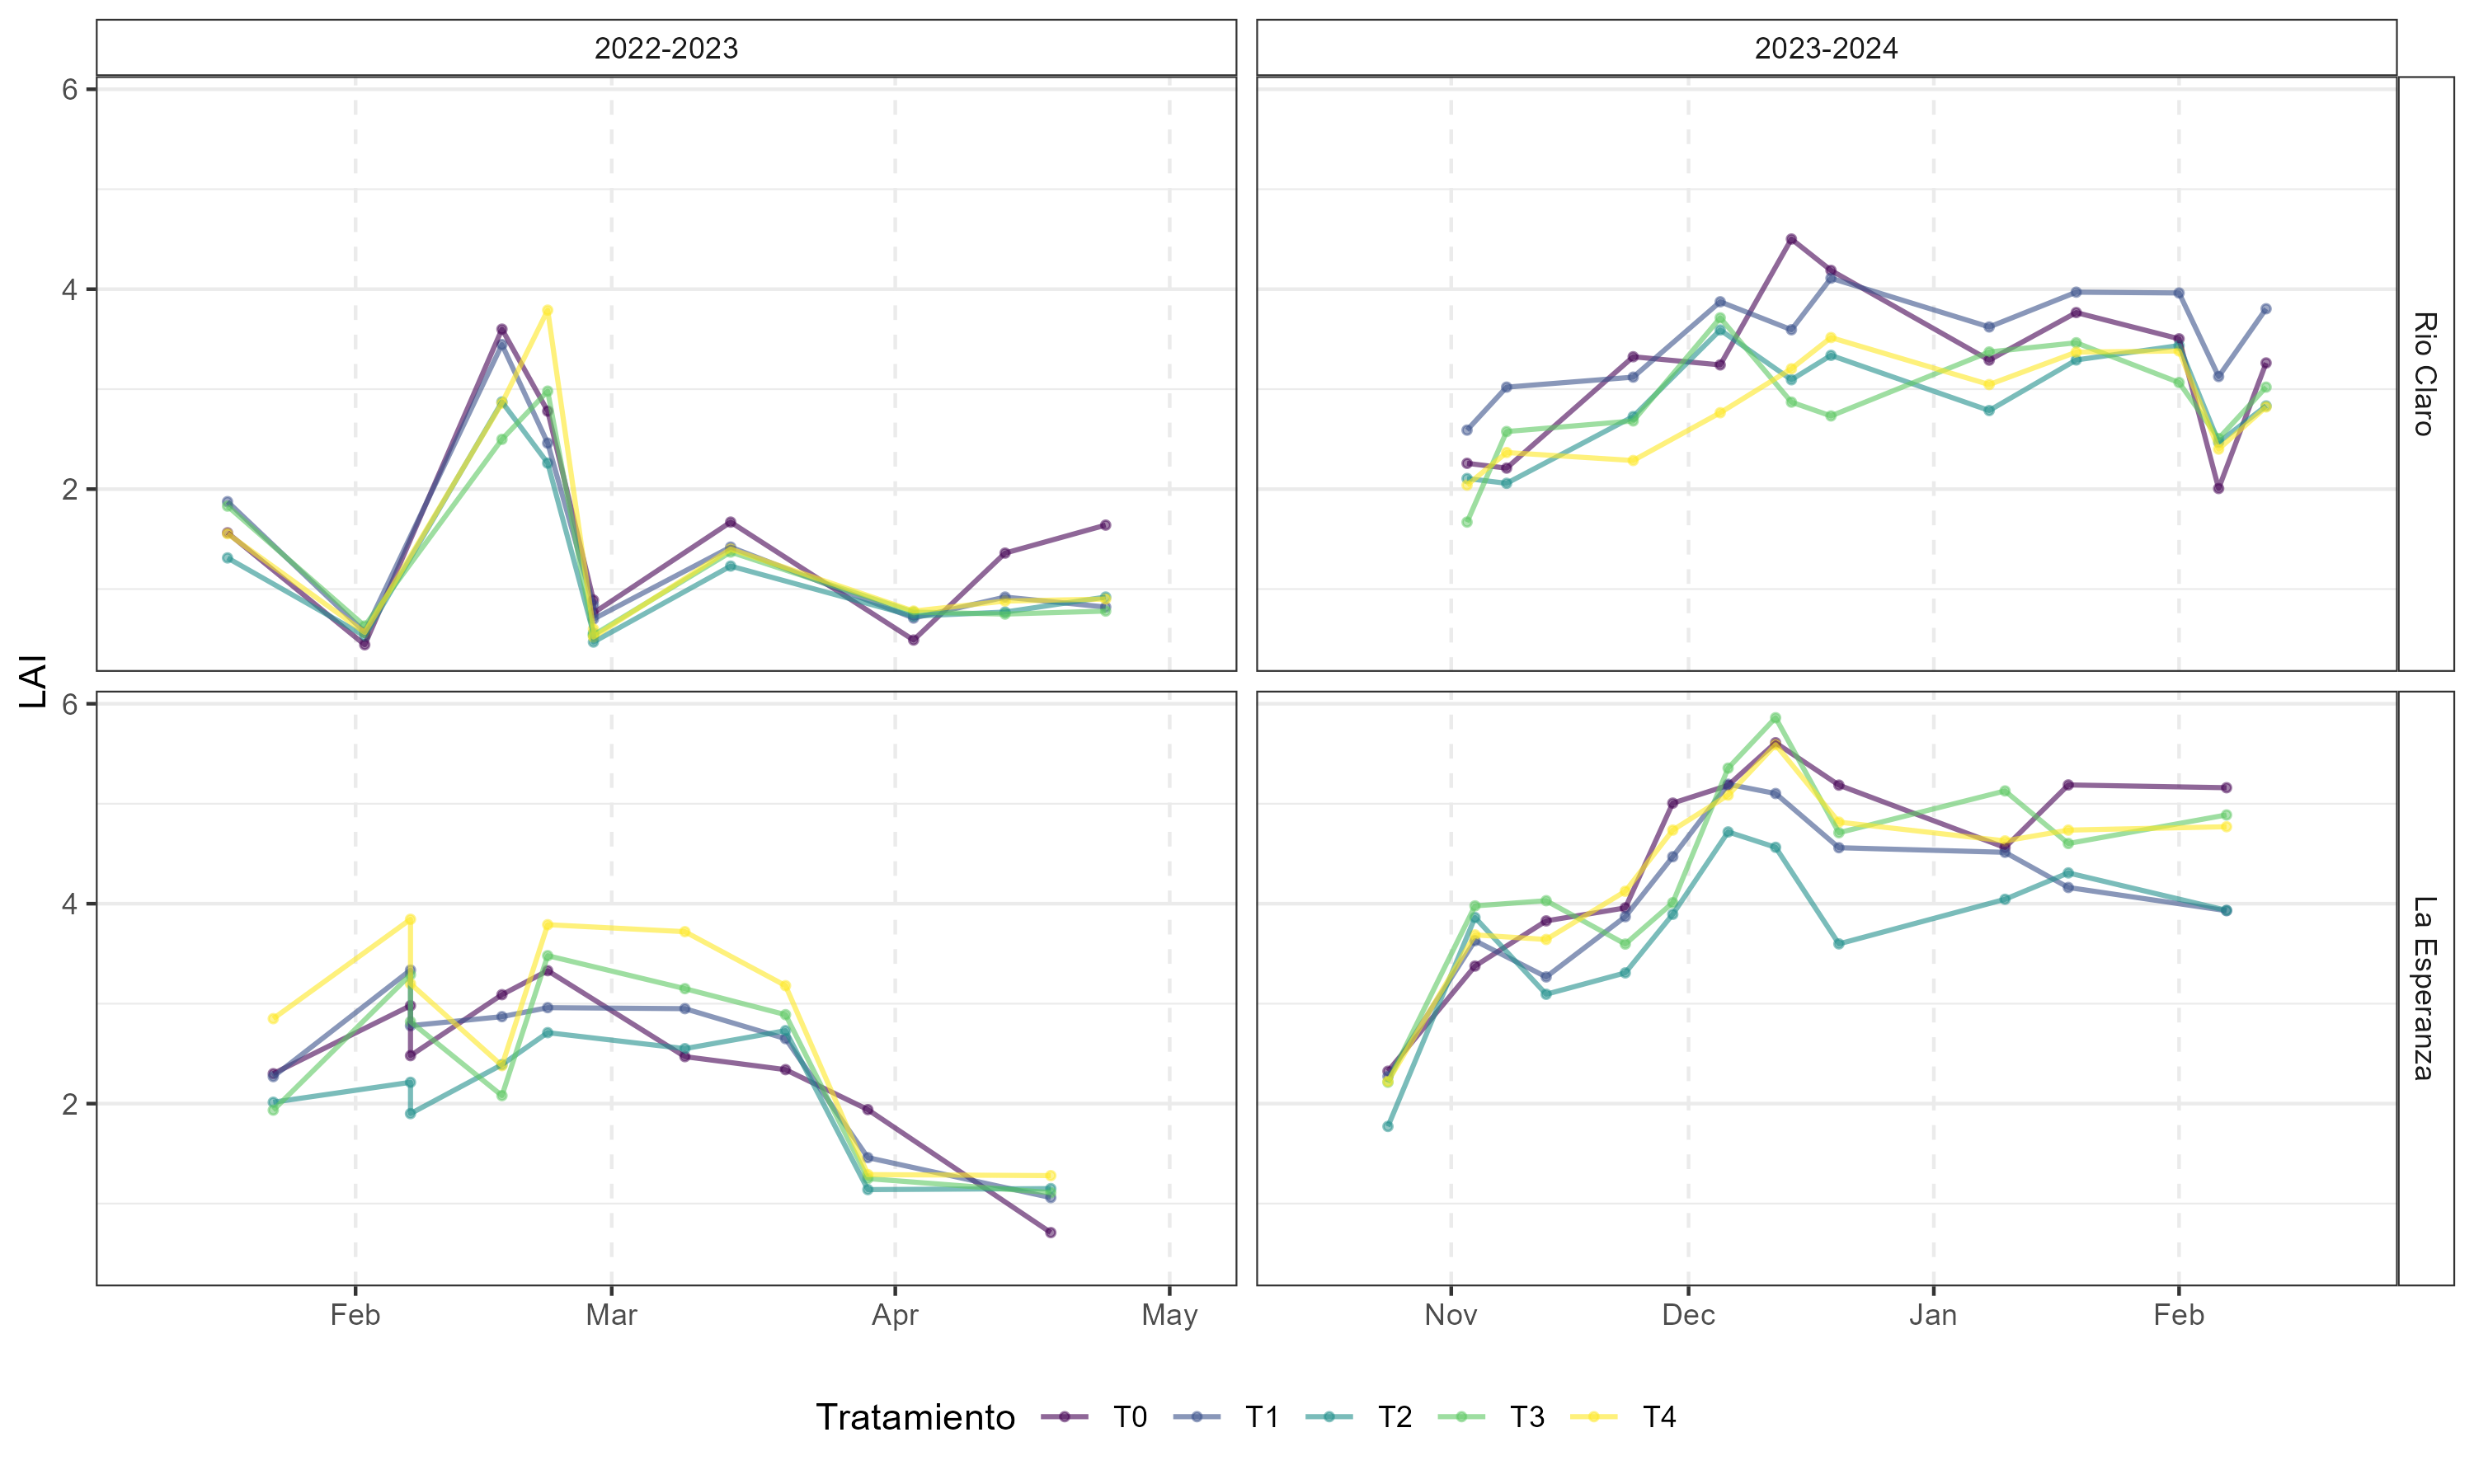 2022-2023
2023-2024
6
4
2
Rio Claro
LAI
6
4
2
La Esperanza
Feb
Mar
Apr
May
Nov
Dec
Jan
Feb
Tratamiento T0 T1 T2 T3 T4